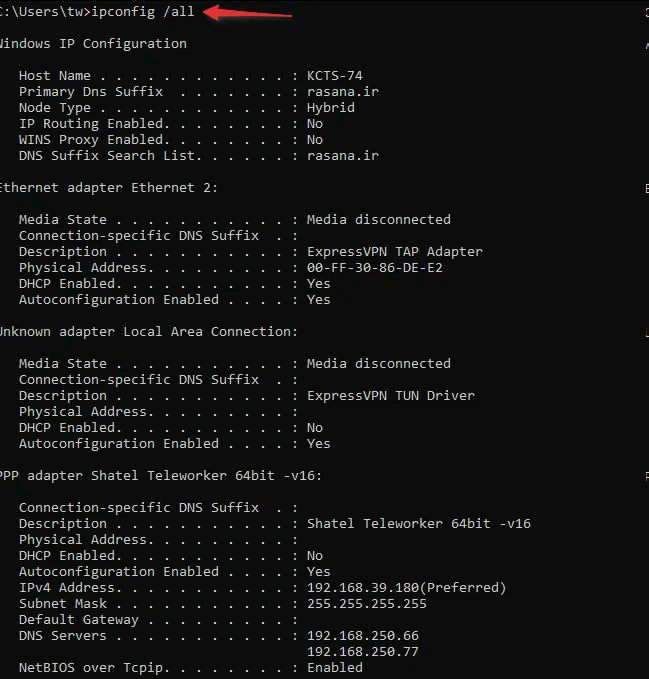 C:\Users\tw>ipconfig /all
Windows IP Configuration
Host Name . . . . . . . . . . . . : KCTS-74
Primary Dns Suffix  . . . . . . . : rasana.ir
Node Type . . . . . . . . . . . . : Hybrid
IP Routing Enabled. . . . . . . . : No
WINS Proxy Enabled. . . . . . . . : No
DNS Suffix Search List. . . . . . : rasana.ir
Ethernet adapter Ethernet 2:
Media State . . . . . . . . . . . : Media disconnected
Connection-specific DNS Suffix  . :
Description . . . . . . . . . . . : ExpressVPN TAP Adapter
Physical Address. . . . . . . . . : 00-FF-30-86-DE-E2
DHCP Enabled. . . . . . . . . . . : Yes
Autoconfiguration Enabled . . . . : Yes
Unknown adapter Local Area Connection:
Media State . . . . . . . . . . . : Media disconnected
Connection-specific DNS Suffix  . :
Description . . . . . . . . . . . : ExpressVPN TUN Driver
Physical Address. . . . . . . . . :
DHCP Enabled. . . . . . . . . . . : No
Autoconfiguration Enabled . . . . : Yes
PPP adapter Shatel Teleworker 64bit -v16:
Connection-specific DNS Suffix  . :
Description . . . . . . . . . . . : Shatel Teleworker 64bit -v16
Physical Address. . . . . . . . . :
DHCP Enabled. . . . . . . . . . . : No
Autoconfiguration Enabled . . . . : Yes
IPv4 Address. . . . . . . . . . . : 192.168.39.180(Preferred)
Subnet Mask . . . . . . . . . . . : 255.255.255.255
Default Gateway . . . . . . . . . :
DNS Servers . . . . . . . . . . . : 192.168.250.66
192.168.250.77
NetBIOS over Tcpip. . . . . . . . : Enabled